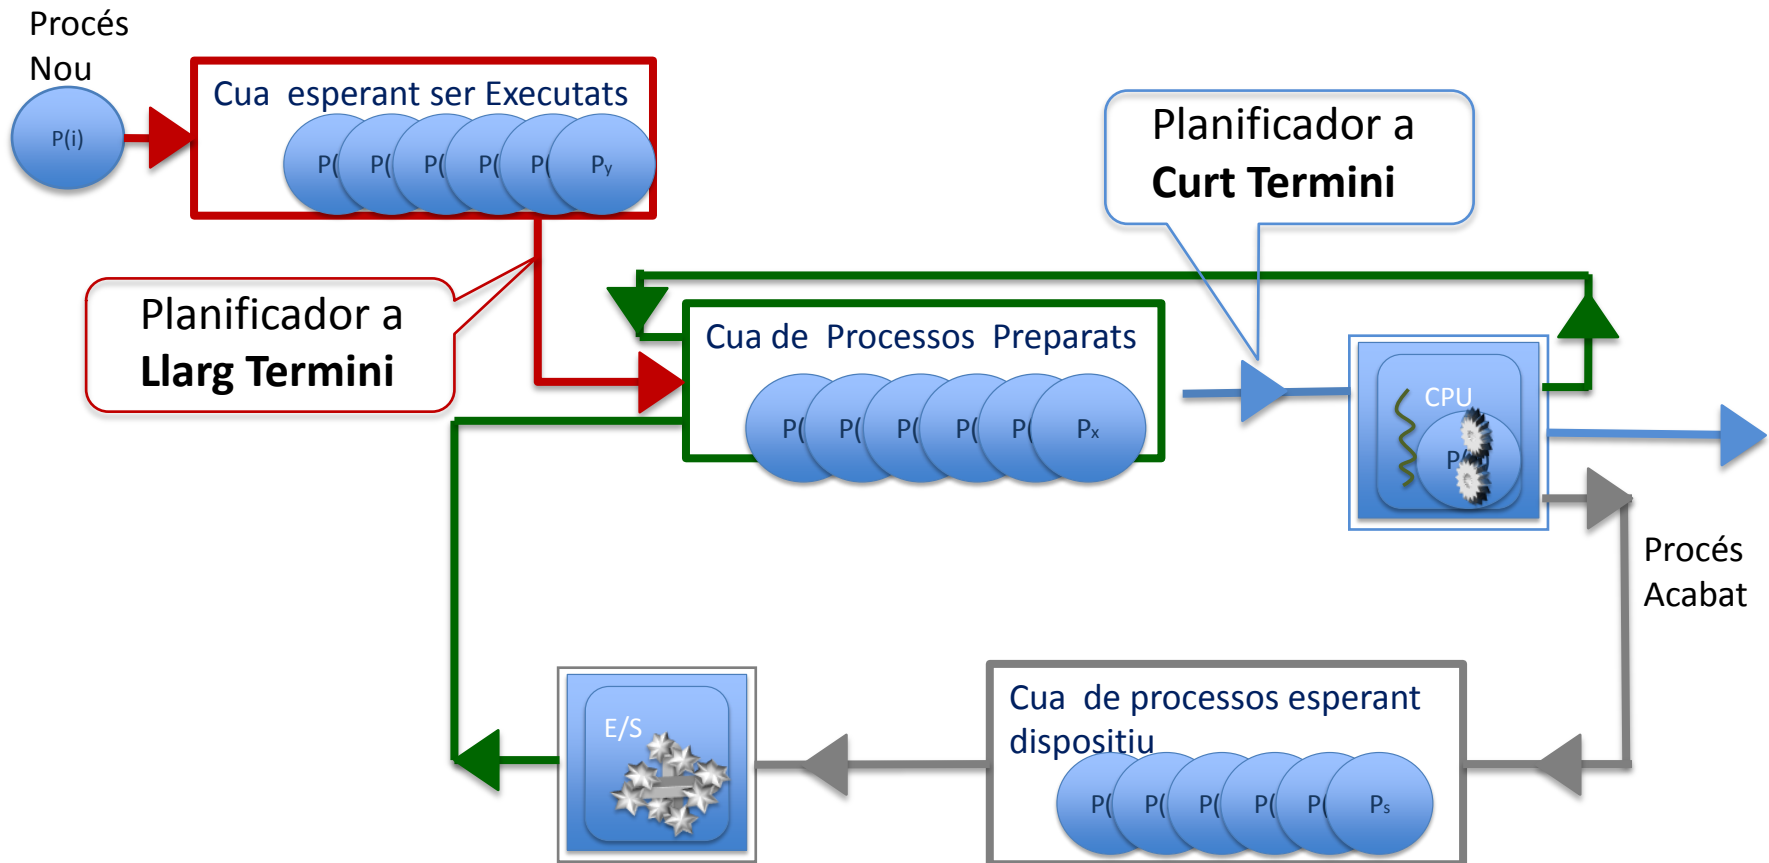 Procés
Nou
P(i)
Cua esperant ser Executats
P( P( P( P( P( Py
Planificador a
Curt Termini
Planificador a
Llarg Termini
Cua de Processos Preparats
P( P( P( P( P( Px
CPU
Procés
Acabat
E/S
Cua de processos esperant
dispositiu
P( P( P( P( P( Ps